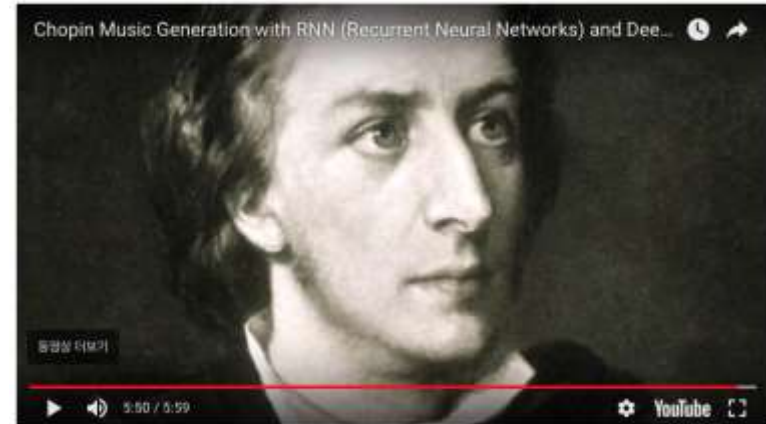 Chopin Music Generation with RNN (Recurrent Neural Networks) and Dee...
동영상 더보기
5:50 / 5:59
YouTube